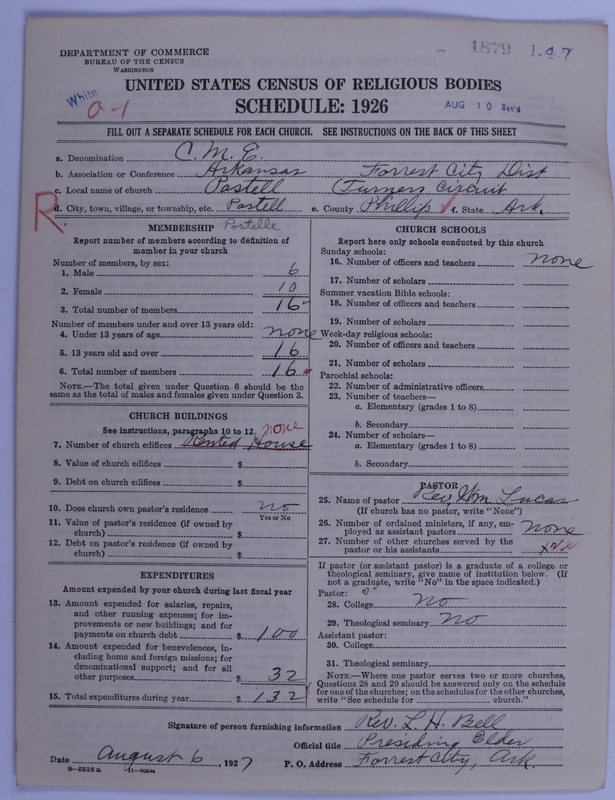 1879 1-4-7
DEPARTMENT OF COMMERCE
BUREAU OF THE CENSUS
WASHINGTON
UNITED STATES CENSUS OF RELIGIOUS BODIES
SCHEDULE: 1926
White
a-1
AUG 10 Rec'd
FILL OUT A SEPARATE SCHEDULE FOR EACH CHURCH. SEE INSTRUCTIONS ON THE BACK OF THIS SHEET
a. Denomination C. M. E.
b. Association or Conference Arkansas Forrest City Dist
c. Local name of church Postell (Turners Circuit
R
d. City, town, village, or township, etc. Postell e. County Phillip f. State Ark.
Postelle
MEMBERSHIP
Report number of members according to definition of member in your church
Number of members, by sex:
1. Male 6
2. Female 10
3. Total number of members 16
Number of members under and over 13 years old:
4. Under 13 years of age none
5. 13 years old and over 16
6. Total number of members 16
NOTE.—The total given under Question 6 should be the same as the total of males and females given under Question 3.
CHURCH BUILDINGS
See instructions, paragraphs 10 to 12 none
7. Number of church edifices Rented House
8. Value of church edifices $
9. Debt on church edifices $
10. Does church own pastor's residence no
Yes or No
11. Value of pastor's residence (if owned by church) $
12. Debt on pastor's residence (if owned by church) $
EXPENDITURES
Amount expended by your church during last fiscal year
13. Amount expended for salaries, repairs, and other running expenses; for improvements or new buildings; and for payments on church debt $ 100
14. Amount expended for benevolences, including home and foreign missions; for denominational support; and for all other purposes $ 32
15. Total expenditures during year $ 132
CHURCH SCHOOLS
Report here only schools conducted by this church
Sunday schools:
16. Number of officers and teachers none
17. Number of scholars
Summer vacation Bible schools:
18. Number of officers and teachers
19. Number of scholars
Week-day religious schools:
20. Number of officers and teachers
21. Number of scholars
Parochial schools:
22. Number of administrative officers
23. Number of teachers—
a. Elementary (grades 1 to 8)
b. Secondary
24. Number of scholars—
a. Elementary (grades 1 to 8)
b. Secondary
PASTOR
25. Name of pastor Rev. Wm Lucas
(If church has no pastor, write "None")
26. Number of ordained ministers, if any, employed as assistant pastors none
27. Number of other churches served by the pastor or his assistants
If pastor (or assistant pastor) is a graduate of a college or theological seminary, give name of institution below. (If not a graduate, write "No" in the space indicated.)
Pastor:
28. College No
29. Theological seminary No
Assistant pastor:
30. College
31. Theological seminary
NOTE.—Where one pastor serves two or more churches, Questions 28 and 29 should be answered only on the schedule for one of the churches; on the schedules for the other churches, write "See schedule for church."
Signature of person furnishing information Rev. L. H. Bell
Official title Presiding Elder
Date August 6, 1927 P. O. Address Forrest City, Ark.
8-5518a